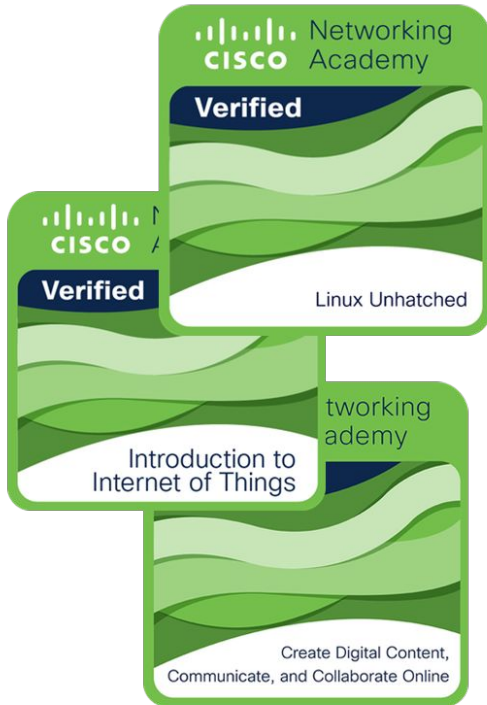 Networking
CISCO Academy
Verified
Linux Unhatched
CISCO
Verified
Introduction to
Internet of Things
tworking
ademy
Create Digital Content,
Communicate, and Collaborate Online